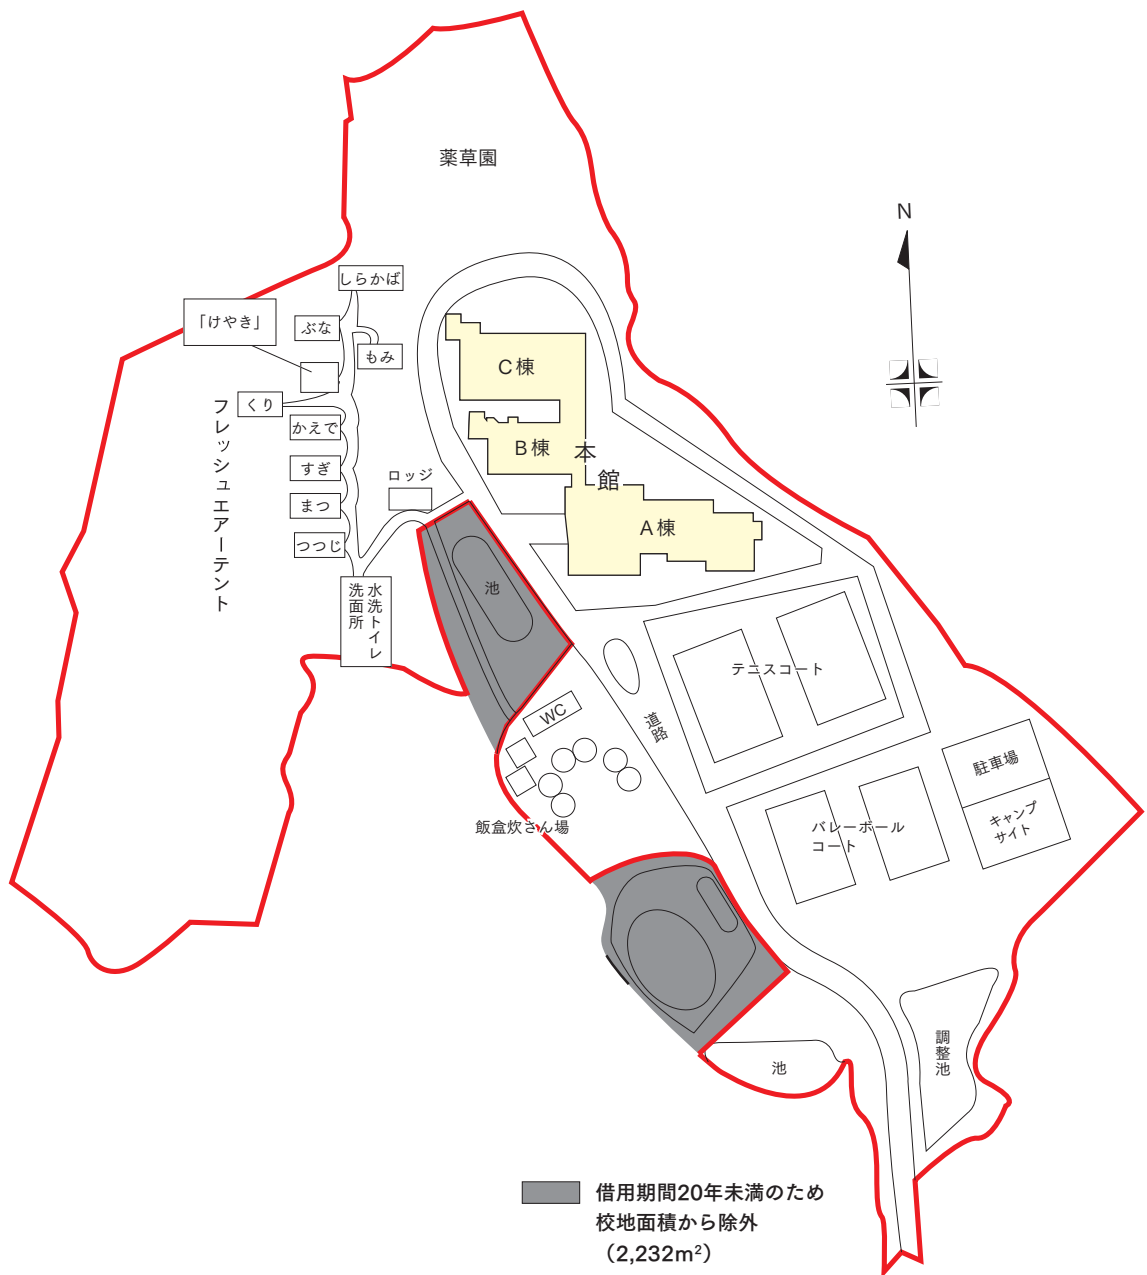 薬草園
N
しらかば
「けやき」
ぶな
もみ
C棟
くり
かえで
フレッシュエアーテント
B棟
本
館
すぎ
ロッジ
まつ
A棟
つつじ
池
水洗トイレ
洗面所
テニスコート
WC
道路
駐車場
キャンプ
サイト
バレーボール
コート
飯盒炊さん場
調整池
池
借用期間20年未満のため
校地面積から除外
（2,232m²）